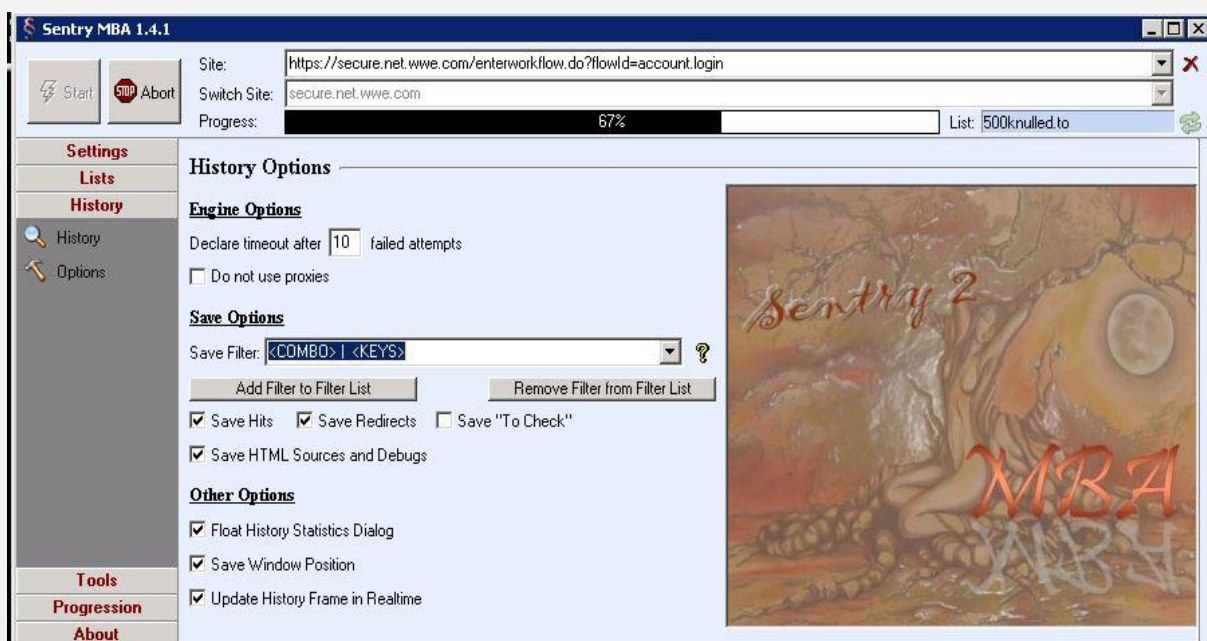 Sentry MBA 1.4.1
Start
Abort
Site: https://secure.net.wwe.com/enterworkflow.do?flowId=account.login
Switch Site: secure.net.wwe.com
Progress: 67% List: 500knulled.to
Settings
Lists
History
History
Options
Tools
Progression
About
History Options
Engine Options
Declare timeout after 10 failed attempts
Do not use proxies
Save Options
Save Filter: <COMBO> | <KEYS>
Add Filter to Filter List Remove Filter from Filter List
Save Hits Save Redirects Save "To Check"
Save HTML Sources and Debugs
Other Options
Float History Statistics Dialog
Save Window Position
Update History Frame in Realtime
Sentry 2
MBA